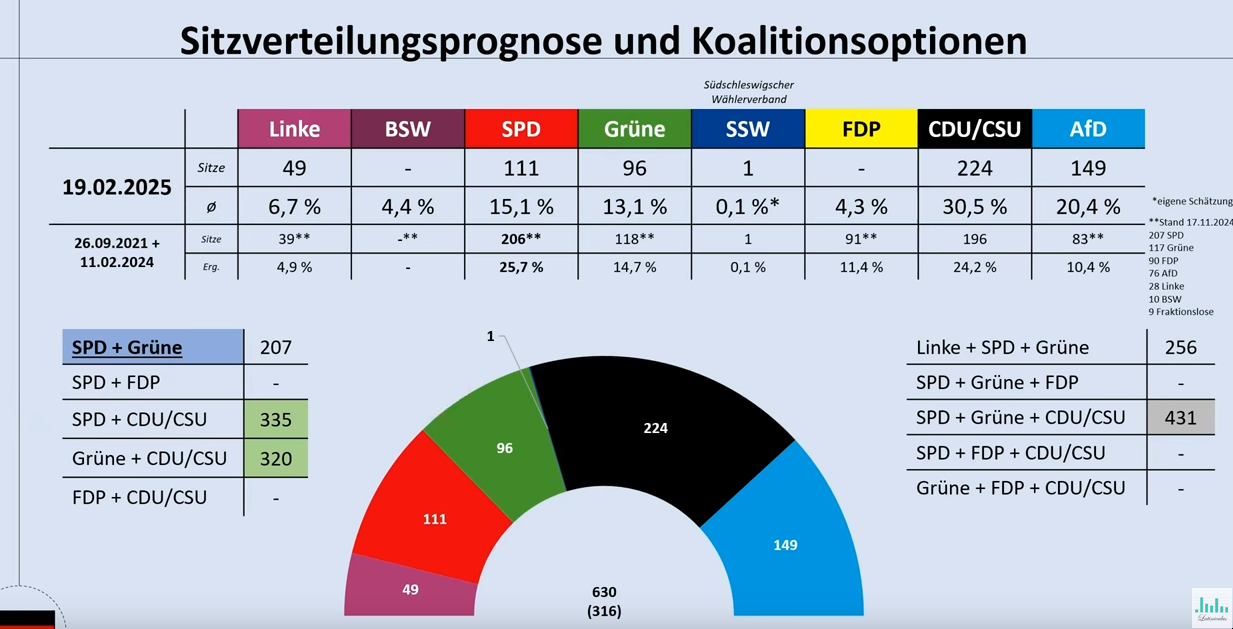 Sitzverteilungsprognose und Koalitionsoptionen
Südschleswigscher
Wählerverband
Linke BSW SPD Grüne SSW FDP CDU/CSU AfD
19.02.2025
Sitze 49 - 111 96 1 - 224 149
Ø 6,7 % 4,4 % 15,1 % 13,1 % 0,1 %* 4,3 % 30,5 % 20,4 %
26.09.2021 +
11.02.2024
Sitze 39** -** 206** 118** 1 91** 196 83**
Erg. 4,9 % - 25,7 % 14,7 % 0,1 % 11,4 % 24,2 % 10,4 %
*eigene Schätzung
**Stand 17.11.2024
207 SPD
117 Grüne
90 FDP
76 AfD
28 Linke
10 BSW
9 Fraktionslose
SPD + Grüne 207
SPD + FDP -
SPD + CDU/CSU 335
Grüne + CDU/CSU 320
FDP + CDU/CSU -
1
49
111
96
224
149
630
(316)
Linke + SPD + Grüne 256
SPD + Grüne + FDP -
SPD + Grüne + CDU/CSU 431
SPD + FDP + CDU/CSU -
Grüne + FDP + CDU/CSU -